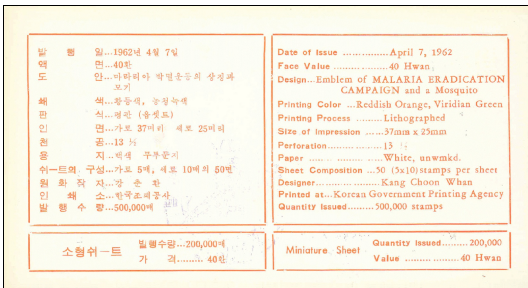 발 행 일...1962년 4월 7일
액 면...40환
도 안...마라리아 박멸운동의 상징과
모기
쇄 색...황등색, 농청녹색
판 식...평판 (옵셋트)
인 면...가로 37미리 세로 25미리
천 공...13 ½
용 지...백색 무투문지
쉬—트의 구성...가로 5매, 세로 10매의 50면
원 화 작 자...강 춘 환
인 쇄 소...한국조폐공사
발 행 수 량...500,000매
소형쉬—트
발행수량...200,000매
가 격........ 40환
Date of Issue ............... April 7, 1962
Face Value .................. 40 Hwan
Design...Emblem of MALARIA ERADICATION
CAMPAIGN and a Mosquito
Printing Color ...Reddish Orange, Viridian Green
Printing Process ........ Lithographed
Size of Impression .....37mm x 25mm
Perforation...............13 ½
Paper ......................White, unwmkd.
Sheet Composition ...50 (5x10) stamps per sheet
Designer...................Kang Choon Whan
Printed at...Korean Government Printing Agency
Quantity Issued.........500,000 stamps
Miniature Sheet
Quantity Issued.........200,000
Value ................. 40 Hwan